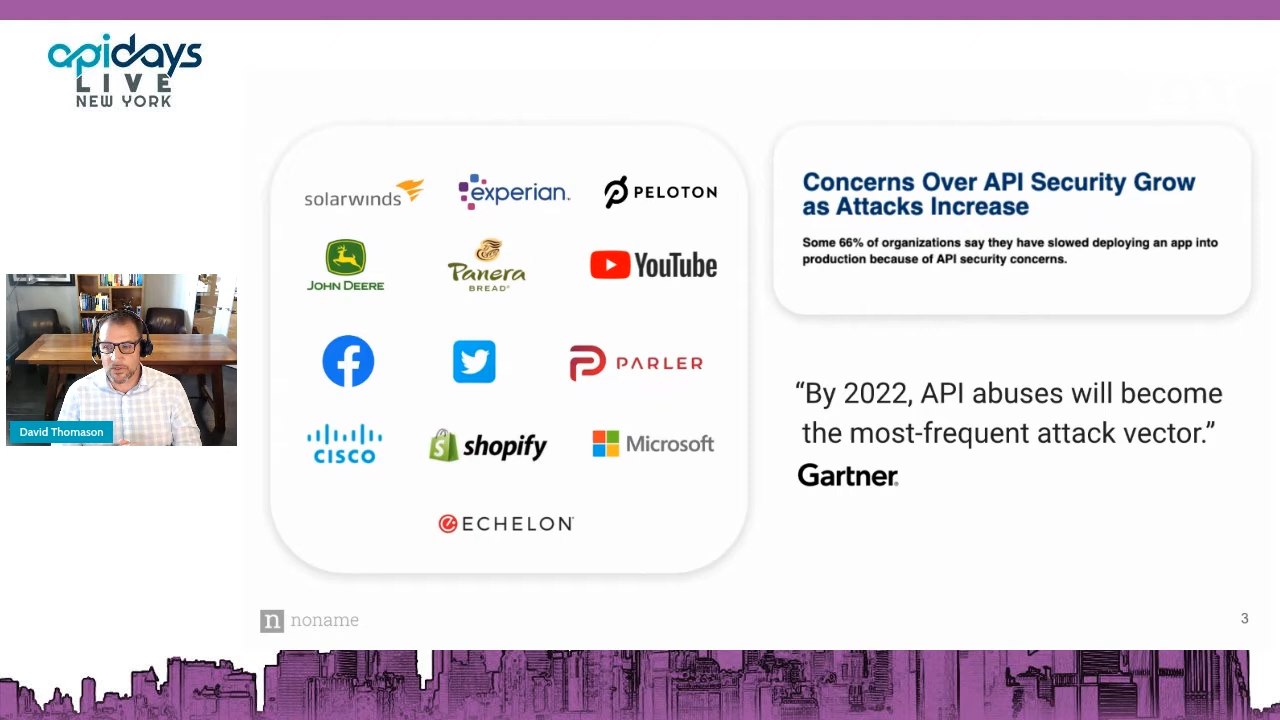 apidays
LIVE
NEW YORK
solarwinds
experian.
PELOTON
JOHN DEERE
Panera
BREAD®
YouTube
PARLER
CISCO
shopify
Microsoft
ECHELON
Concerns Over API Security Grow
as Attacks Increase
Some 66% of organizations say they have slowed deploying an app into
production because of API security concerns.
“By 2022, API abuses will become
the most-frequent attack vector.”
Gartner®
David Thomason
n noname
3